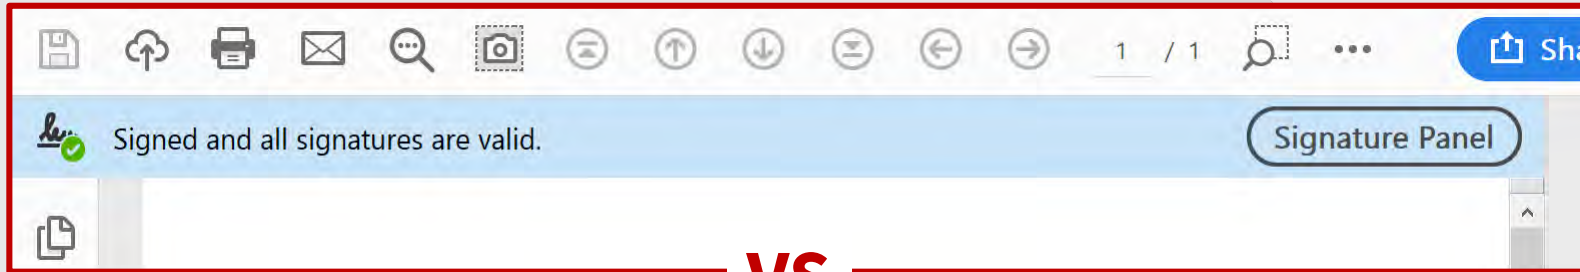 1 / 1
Sha
Signed and all signatures are valid.
Signature Panel
vs